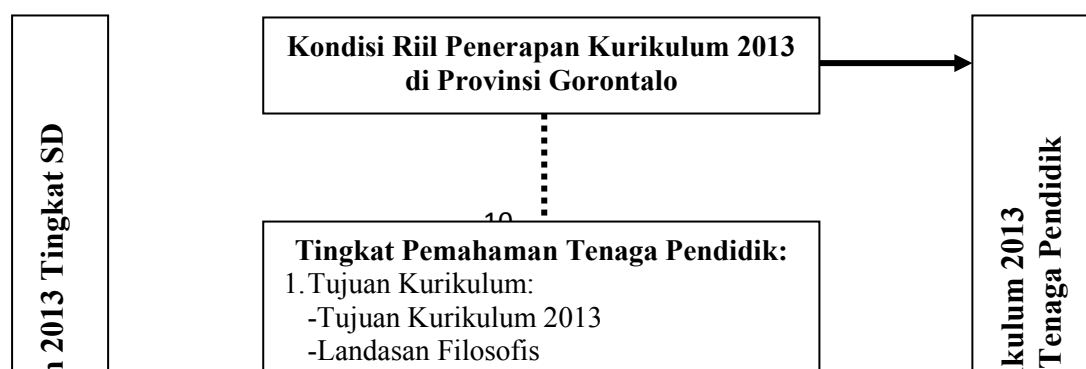 Kondisi Riil Penerapan Kurikulum 2013
di Provinsi Gorontalo
2013 Tingkat SD
Tingkat Pemahaman Tenaga Pendidik:
1.Tujuan Kurikulum:
-Tujuan Kurikulum 2013
-Landasan Filosofis
2013
Tenaga Pendidik